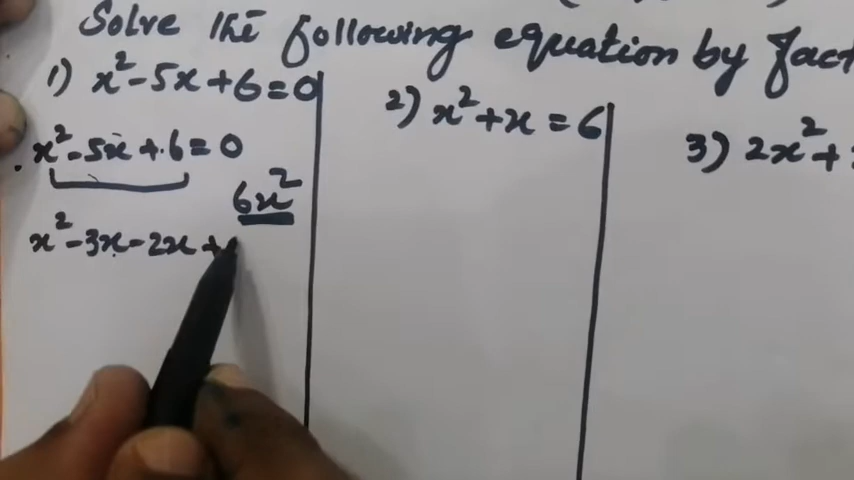 Solve the following equation by fact
1) x² - 5x + 6 = 0
x² - 5x + 6 = 0
6x²
x² - 3x - 2x +
2) x² + x = 6
3) 2x² +